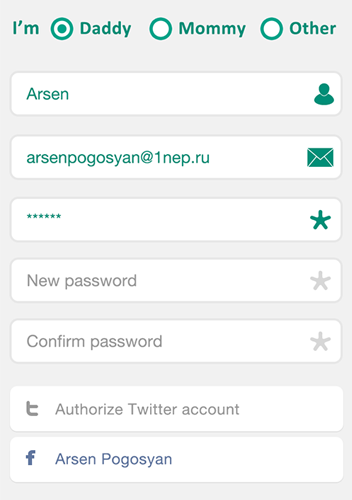 I'm Daddy Mommy Other
Arsen
arsenpogosyan@1nep.ru
******
New password
Confirm password
Authorize Twitter account
Arsen Pogosyan